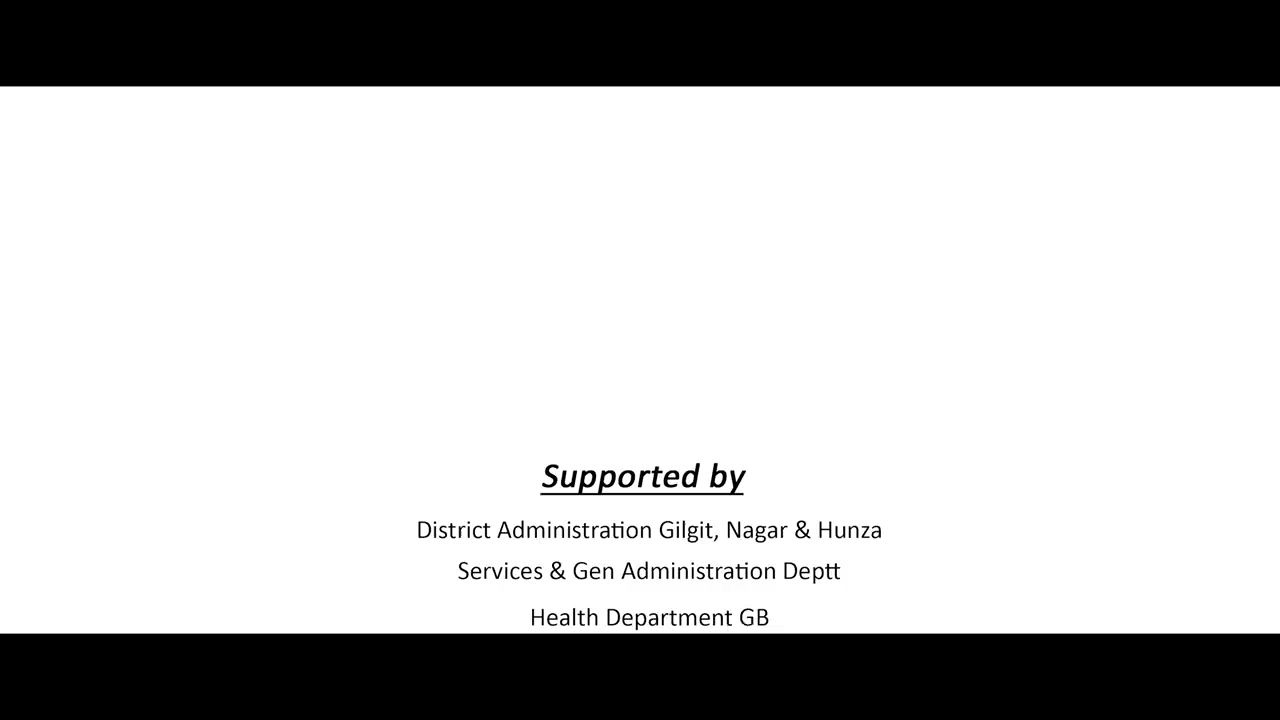 Supported by
District Administration Gilgit, Nagar & Hunza
Services & Gen Administration Deptt
Health Department GB